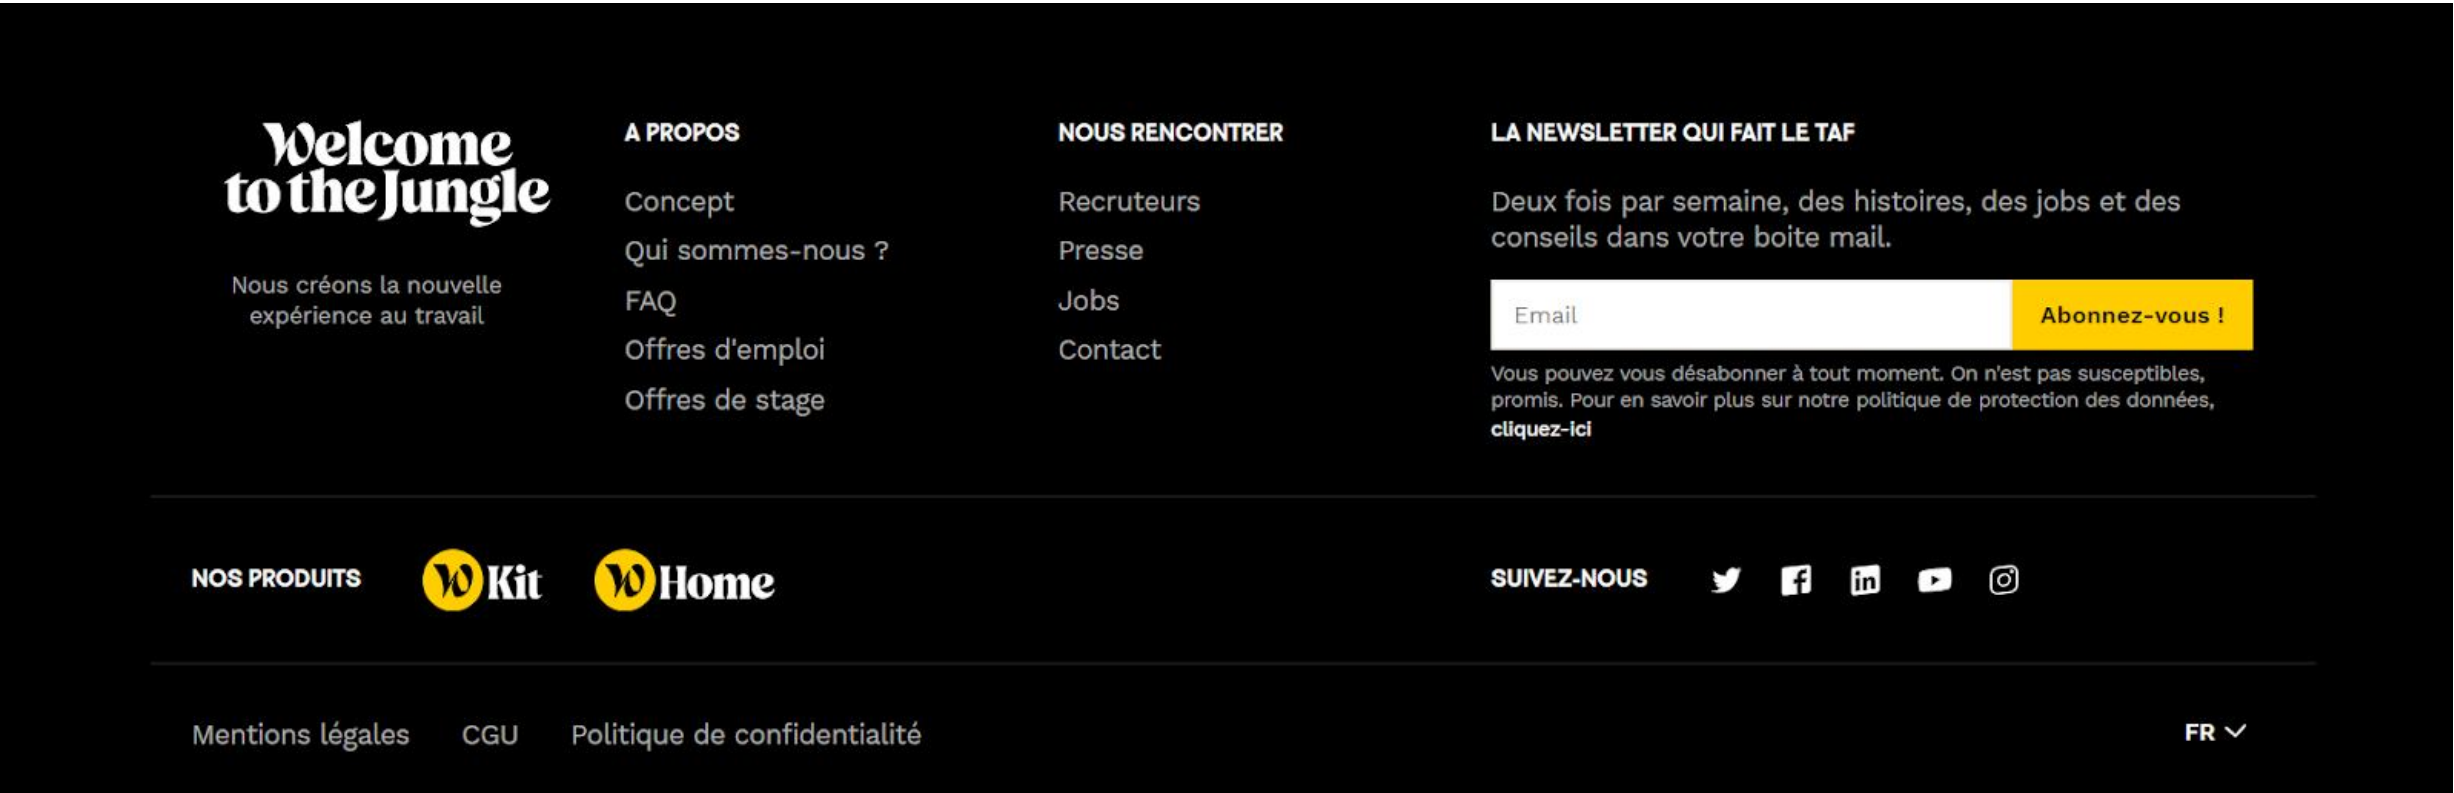 Welcome
to the Jungle
Nous créons la nouvelle
expérience au travail
A PROPOS
Concept
Qui sommes-nous ?
FAQ
Offres d'emploi
Offres de stage
NOUS RENCONTRER
Recruteurs
Presse
Jobs
Contact
LA NEWSLETTER QUI FAIT LE TAF
Deux fois par semaine, des histoires, des jobs et des
conseils dans votre boite mail.
Email
Abonnez-vous !
Vous pouvez vous désabonner à tout moment. On n'est pas susceptibles,
promis. Pour en savoir plus sur notre politique de protection des données,
cliquez-ici
NOS PRODUITS
W Kit
W Home
SUIVEZ-NOUS
in
Mentions légales
CGU
Politique de confidentialité
FR